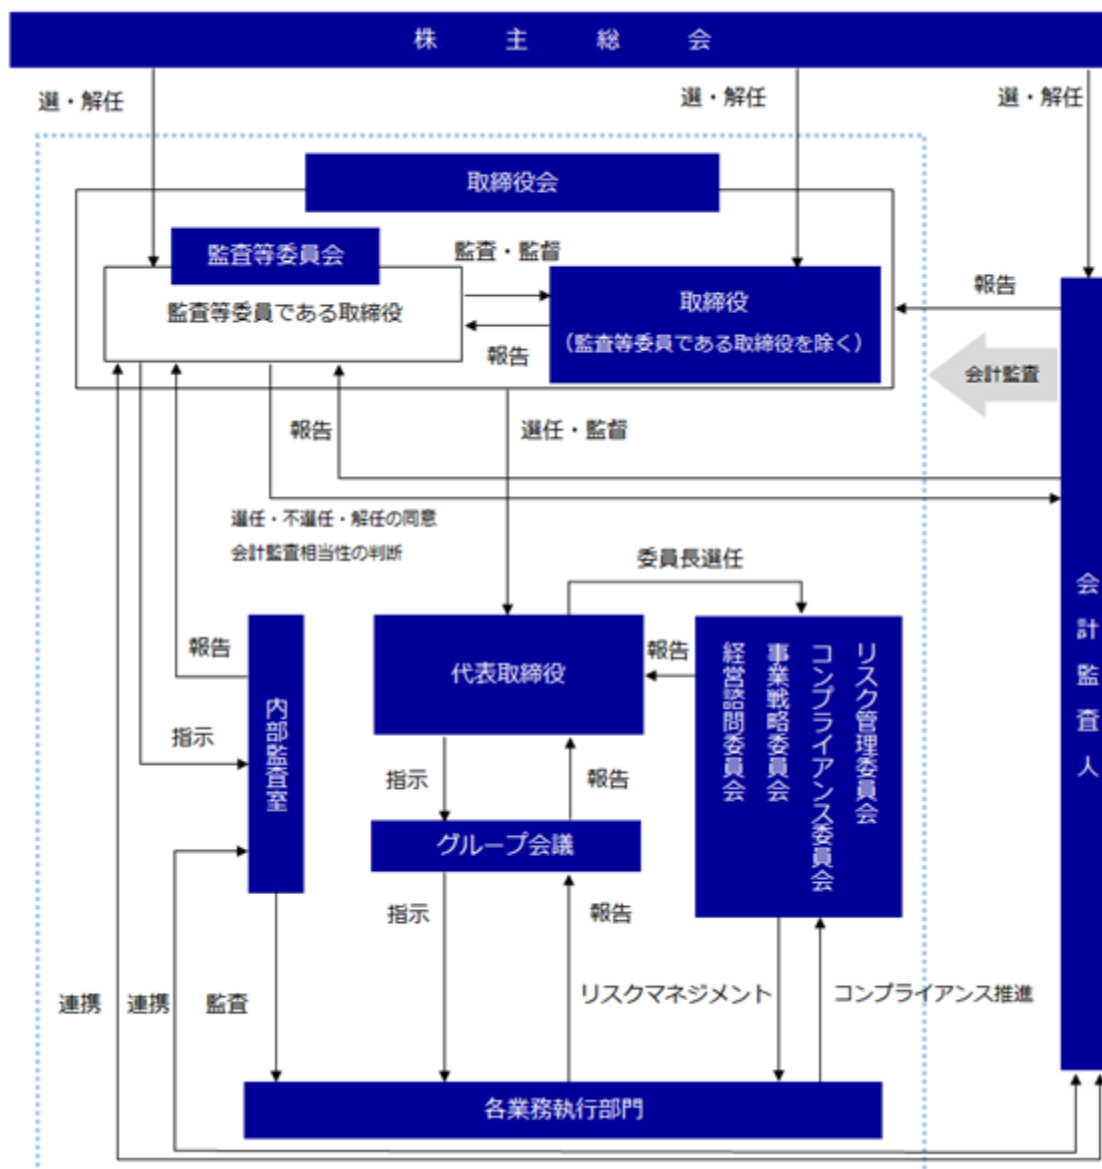 株主総会
選・解任
選・解任
選・解任
取締役会
監査等委員会
監査等委員である取締役
監査・監督
報告
取締役
（監査等委員である取締役を除く）
報告
会計監査
報告
選任・監督
選任・不選任・解任の同意
会計監査相当性の判断
委員長選任
会計監査人
報告
指示
内部監査室
代表取締役
報告
リスク管理委員会
コンプライアンス委員会
事業戦略委員会
経営諮問委員会
指示
報告
グループ会議
指示
報告
連携
連携
監査
リスクマネジメント
コンプライアンス推進
各業務執行部門